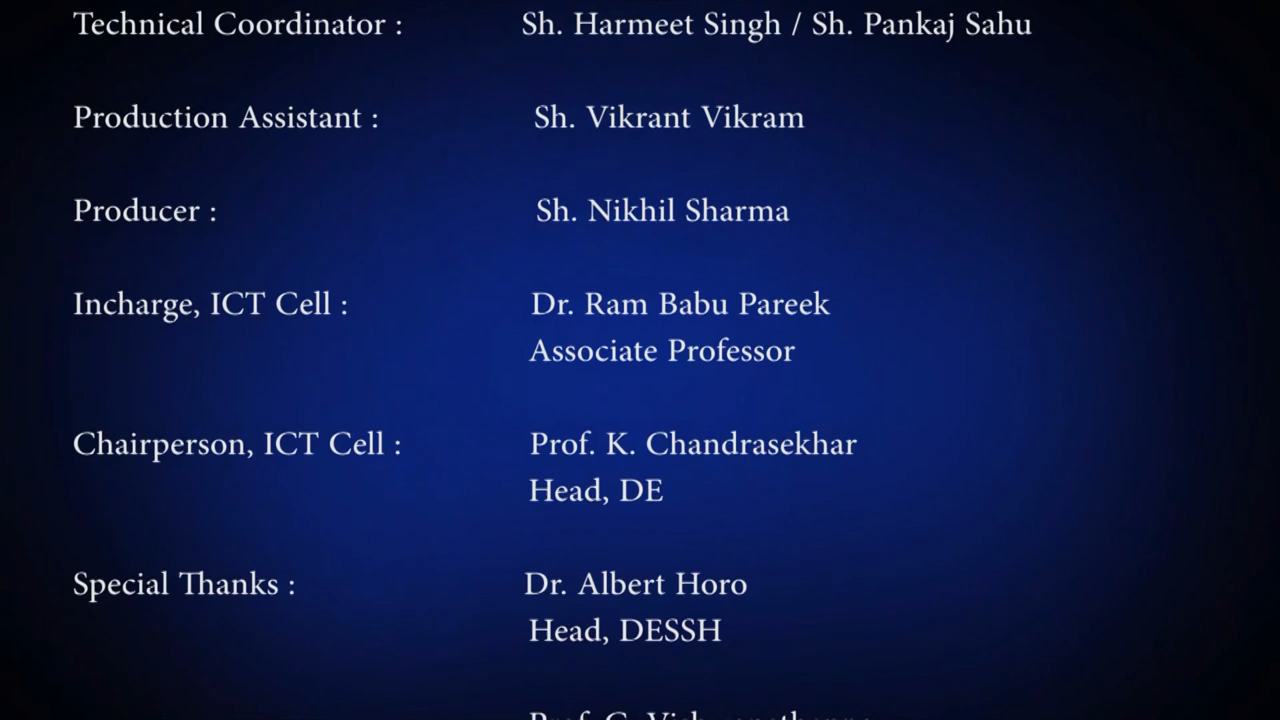 Technical Coordinator : Sh. Harmeet Singh / Sh. Pankaj Sahu
Production Assistant : Sh. Vikrant Vikram
Producer : Sh. Nikhil Sharma
Incharge, ICT Cell : Dr. Ram Babu Pareek
Associate Professor
Chairperson, ICT Cell : Prof. K. Chandrasekhar
Head, DE
Special Thanks : Dr. Albert Horo
Head, DESSH
Prof. G.